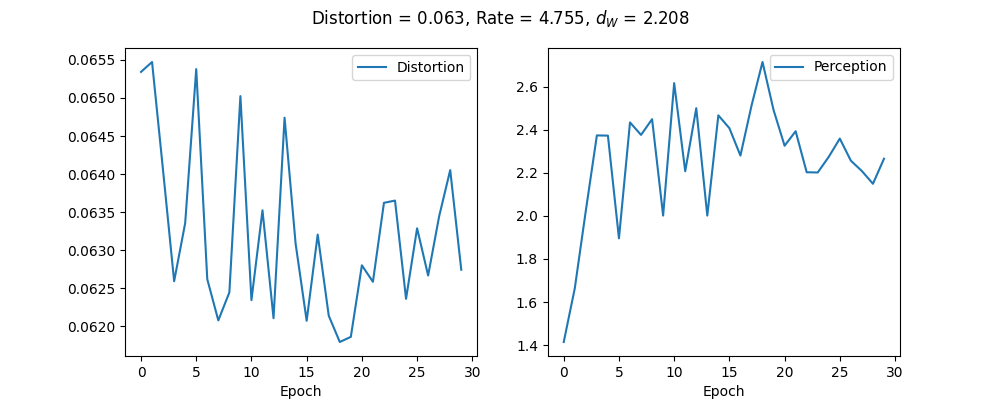 Distortion = 0.063, Rate = 4.755, d_W = 2.208
Distortion
0.0655
0.0650
0.0645
0.0640
0.0635
0.0630
0.0625
0.0620
0 5 10 15 20 25 30
Epoch
Perception
2.6
2.4
2.2
2.0
1.8
1.6
1.4
0 5 10 15 20 25 30
Epoch